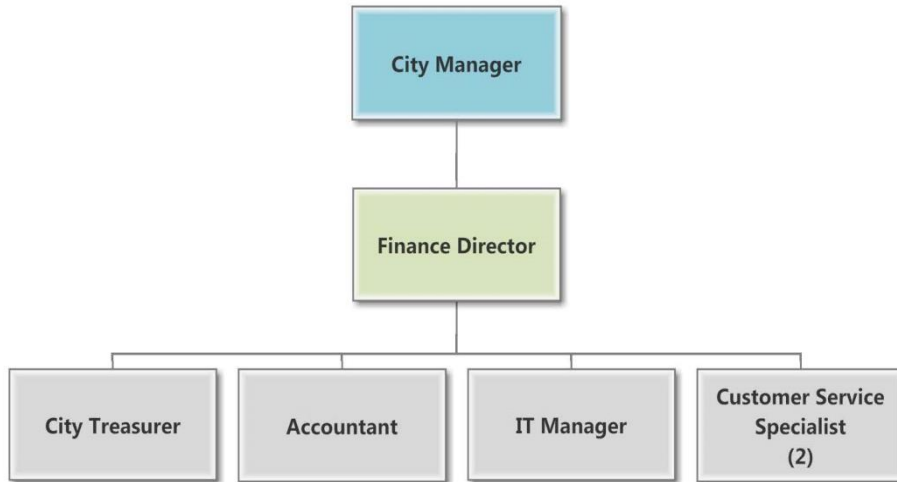 City Manager
Finance Director
City Treasurer
Accountant
IT Manager
Customer Service
Specialist
(2)